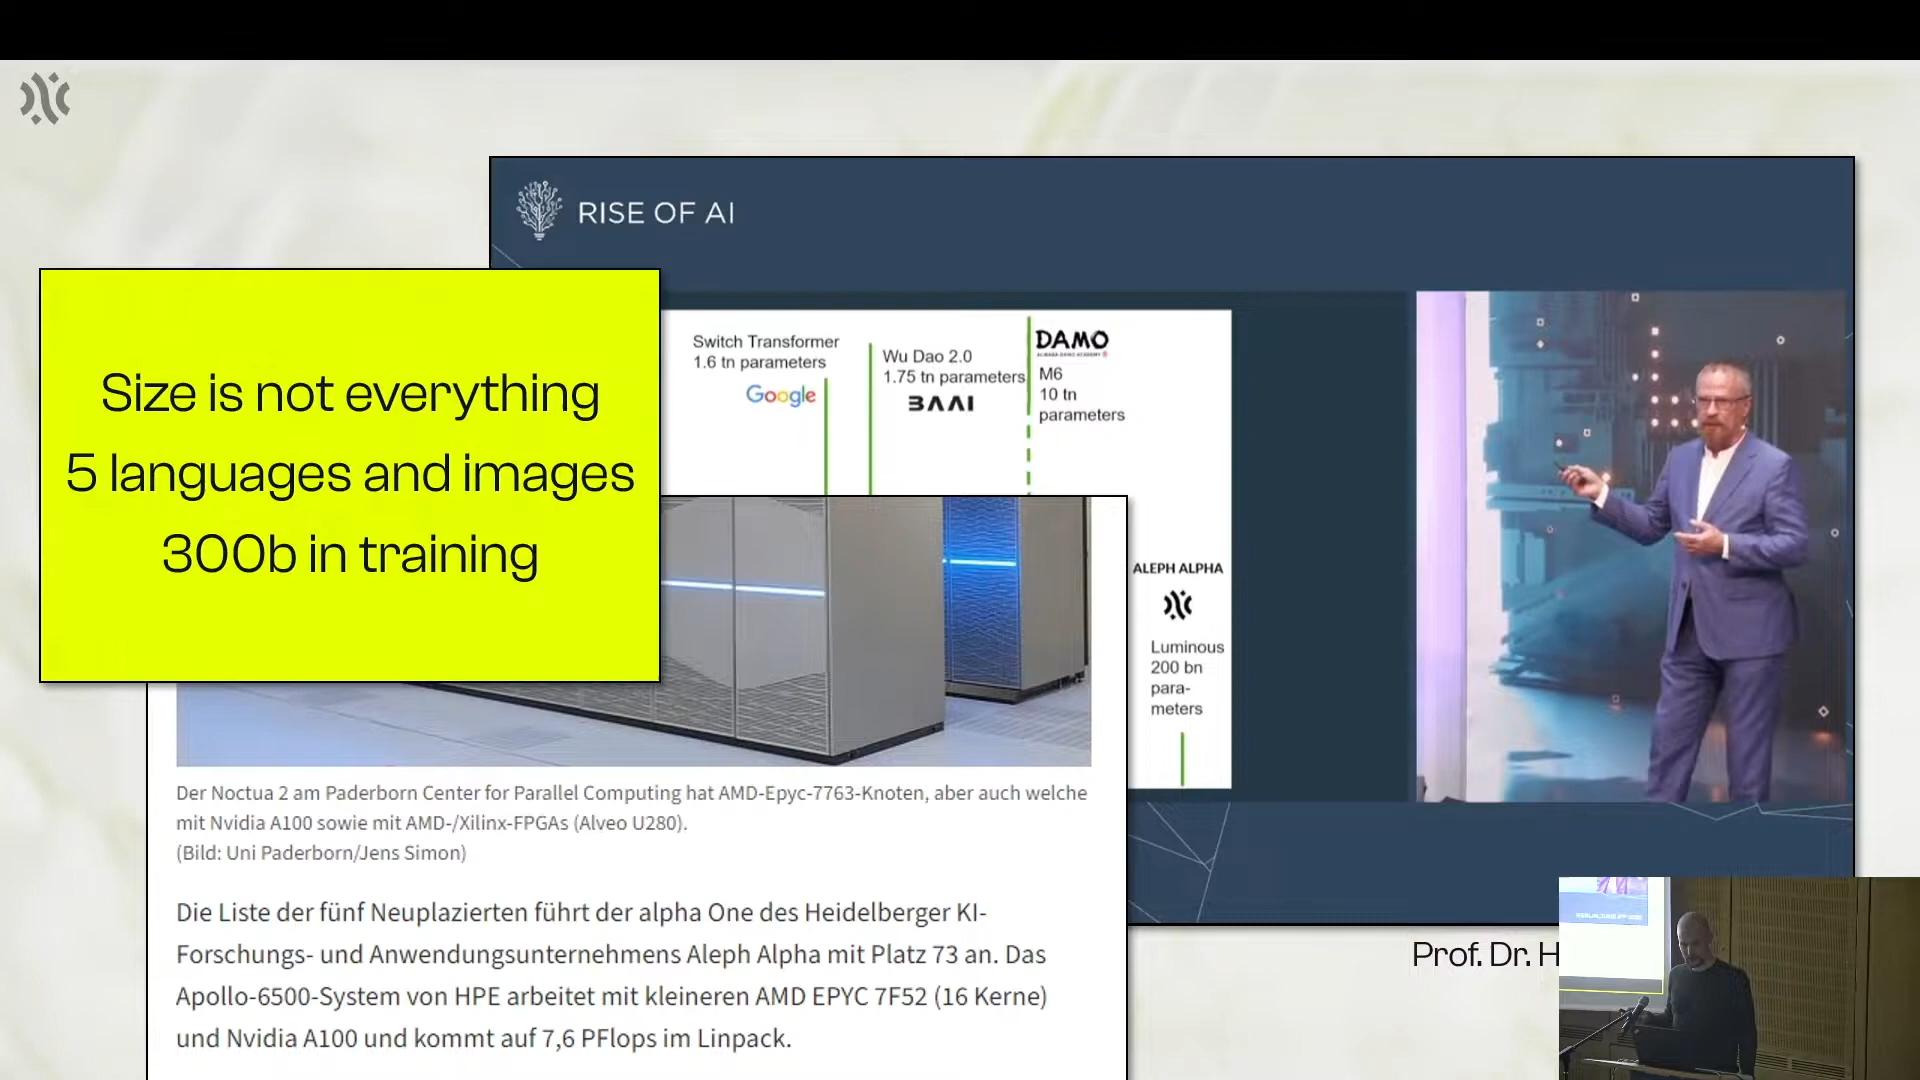 RISE OF AI
Size is not everything
5 languages and images
300b in training
Switch Transformer
1.6 tn parameters
Google
Wu Dao 2.0
1.75 tn parameters
BAAI
DAMO
M6
10 tn
parameters
ALEPH ALPHA
Luminous
200 bn
para-
meters
Der Noctua 2 am Paderborn Center for Parallel Computing hat AMD-Epyc-7763-Knoten, aber auch welche
mit Nvidia A100 sowie mit AMD-/Xilinx-FPGAs (Alveo U280).
(Bild: Uni Paderborn/Jens Simon)
Die Liste der fünf Neuplazierten führt der alpha One des Heidelberger KI-
Forschungs- und Anwendungsunternehmens Aleph Alpha mit Platz 73 an. Das
Apollo-6500-System von HPE arbeitet mit kleineren AMD EPYC 7F52 (16 Kerne)
und Nvidia A100 und kommt auf 7,6 PFlops im Linpack.
Prof. Dr. H